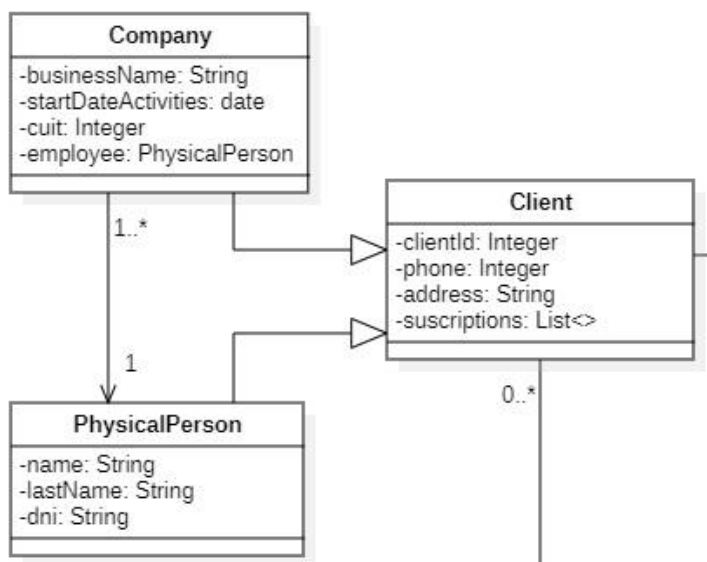 Company
-businessName: String
-startDateActivities: date
-cuit: Integer
-employee: PhysicalPerson
1..*
1
Client
-clientId: Integer
-phone: Integer
-address: String
-suscriptions: List<>
0..*
PhysicalPerson
-name: String
-lastName: String
-dni: String